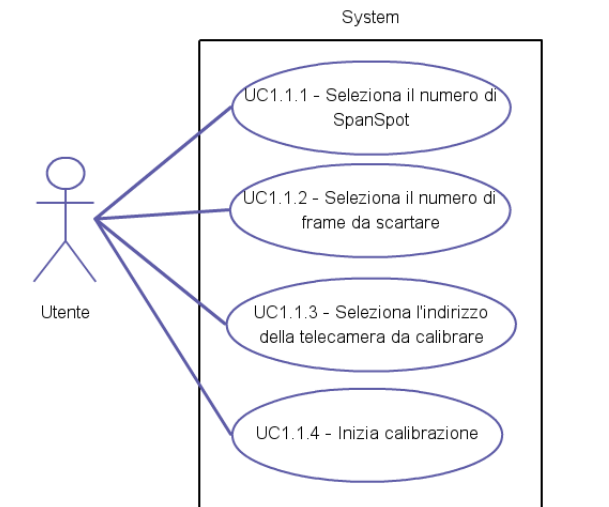 System
UC1.1.1 - Seleziona il numero di
SpanSpot
UC1.1.2 - Seleziona il numero di
frame da scartare
Utente
UC1.1.3 - Seleziona l'indirizzo
della telecamera da calibrare
UC1.1.4 - Inizia calibrazione